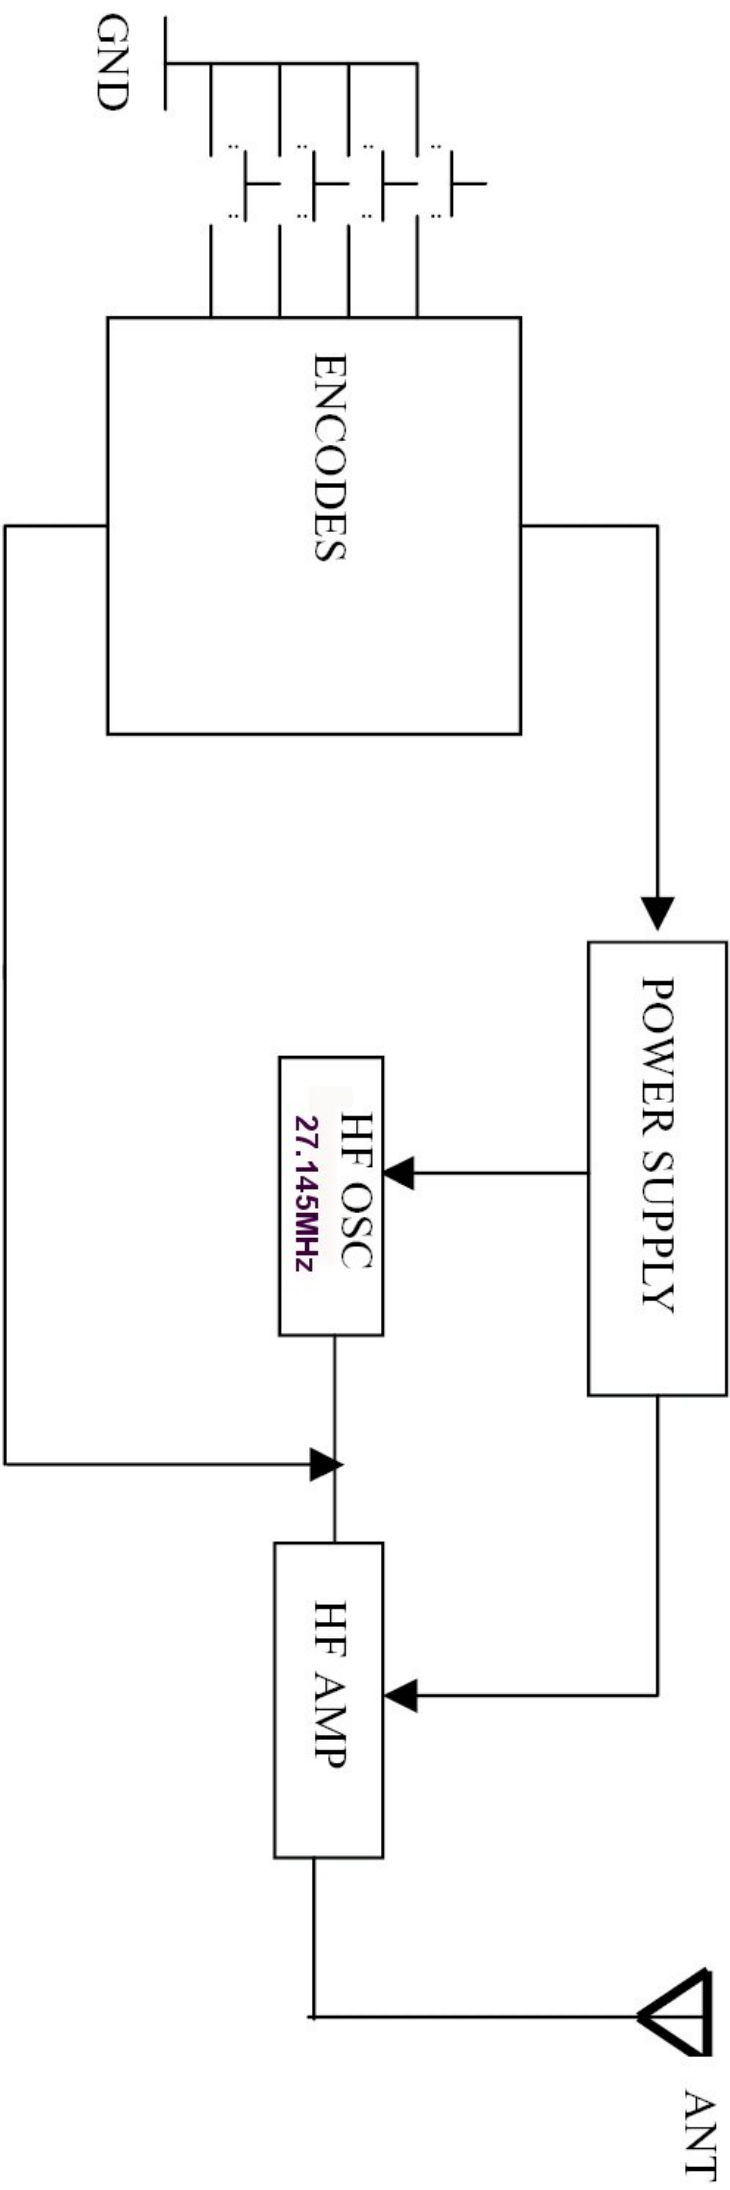 GND
ENCODES
POWER SUPPLY
HF OSC
27.145MHz
HF AMP
ANT